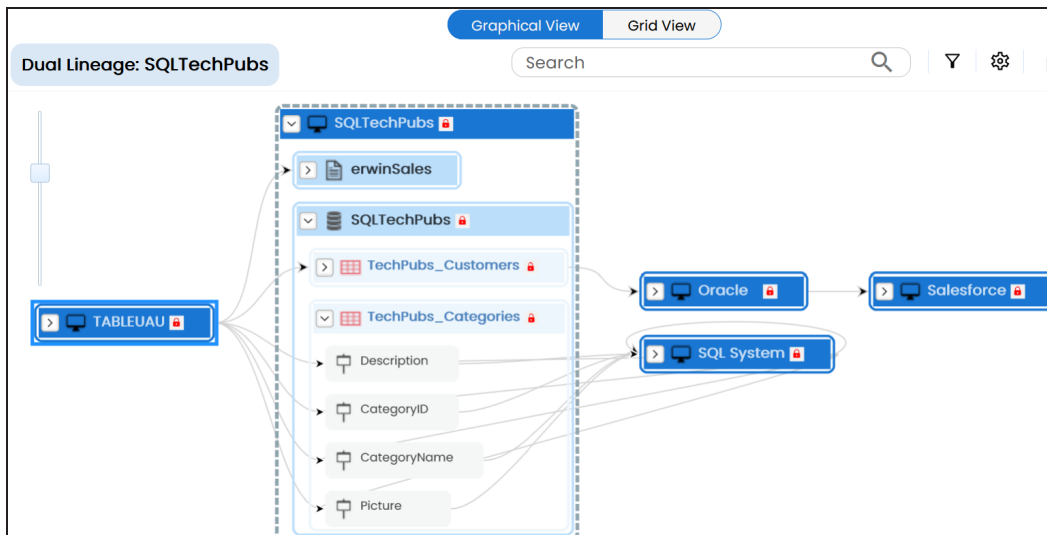 Graphical View
Grid View
Dual Lineage: SQLTechPubs
Search
SQLTechPubs
erwinSales
SQLTechPubs
TechPubs_Customers
Oracle
Salesforce
TABLEUAU
TechPubs_Categories
SQL System
Description
CategoryID
CategoryName
Picture